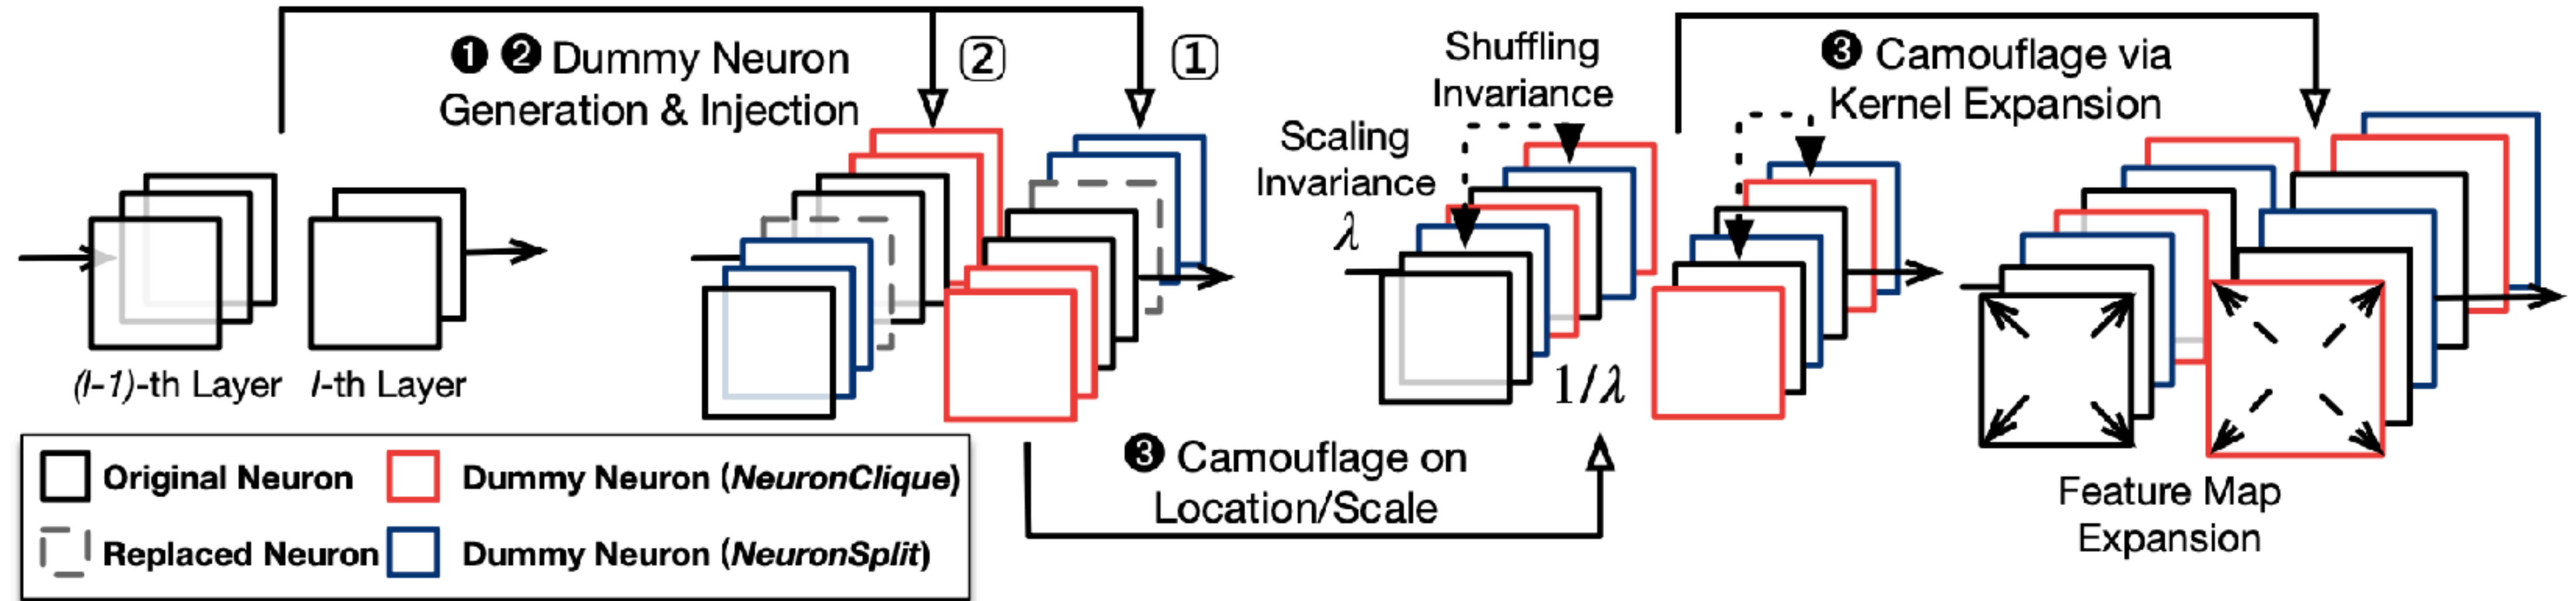 ❶ ❷ Dummy Neuron
Generation & Injection
②
①
(l-1)-th Layer
l-th Layer
Shuffling
Invariance
Scaling
Invariance
λ
1/λ
❸ Camouflage on
Location/Scale
❸ Camouflage via
Kernel Expansion
Feature Map
Expansion
Original Neuron
Dummy Neuron (NeuronClique)
Replaced Neuron
Dummy Neuron (NeuronSplit)